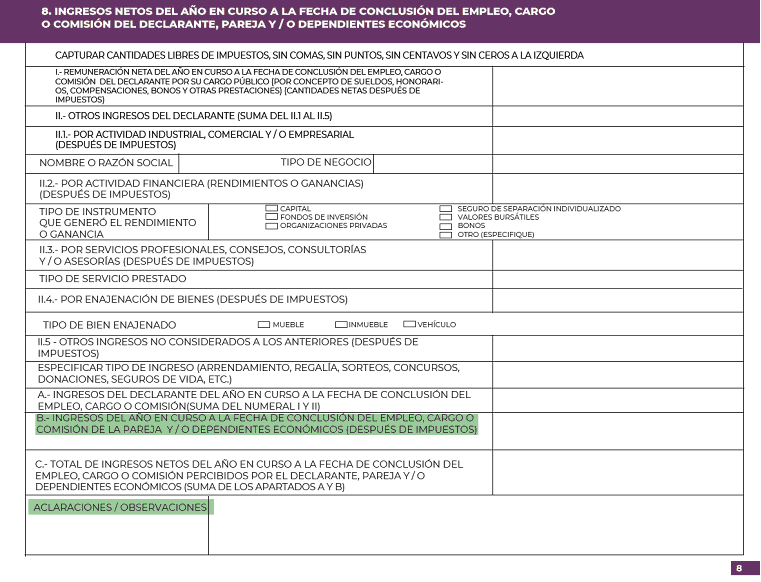 8. INGRESOS NETOS DEL AÑO EN CURSO A LA FECHA DE CONCLUSIÓN DEL EMPLEO, CARGO
O COMISIÓN DEL DECLARANTE, PAREJA Y / O DEPENDIENTES ECONÓMICOS
CAPTURAR CANTIDADES LIBRES DE IMPUESTOS, SIN COMAS, SIN PUNTOS, SIN CENTAVOS Y SIN CEROS A LA IZQUIERDA
I.- REMUNERACIÓN NETA DEL AÑO EN CURSO A LA FECHA DE CONCLUSIÓN DEL EMPLEO, CARGO O
COMISIÓN DEL DECLARANTE POR SU CARGO PÚBLICO (POR CONCEPTO DE SUELDOS, HONORARI-
OS, COMPENSACIONES, BONOS Y OTRAS PRESTACIONES) (CANTIDADES NETAS DESPUÉS DE
IMPUESTOS)
II.- OTROS INGRESOS DEL DECLARANTE (SUMA DEL II.1 AL II.5)
II.1.- POR ACTIVIDAD INDUSTRIAL, COMERCIAL Y / O EMPRESARIAL
(DESPUÉS DE IMPUESTOS)
NOMBRE O RAZÓN SOCIAL
TIPO DE NEGOCIO
II.2.- POR ACTIVIDAD FINANCIERA (RENDIMIENTOS O GANANCIAS)
(DESPUÉS DE IMPUESTOS)
TIPO DE INSTRUMENTO
QUE GENERÓ EL RENDIMIENTO
O GANANCIA
CAPITAL
FONDOS DE INVERSIÓN
ORGANIZACIONES PRIVADAS
SEGURO DE SEPARACIÓN INDIVIDUALIZADO
VALORES BURSÁTILES
BONOS
OTRO (ESPECIFIQUE)
II.3.- POR SERVICIOS PROFESIONALES, CONSEJOS, CONSULTORÍAS
Y / O ASESORÍAS (DESPUÉS DE IMPUESTOS)
TIPO DE SERVICIO PRESTADO
II.4.- POR ENAJENACIÓN DE BIENES (DESPUÉS DE IMPUESTOS)
TIPO DE BIEN ENAJENADO
MUEBLE
INMUEBLE
VEHÍCULO
II.5 - OTROS INGRESOS NO CONSIDERADOS A LOS ANTERIORES (DESPUÉS DE
IMPUESTOS)
ESPECIFICAR TIPO DE INGRESO (ARRENDAMIENTO, REGALÍA, SORTEOS, CONCURSOS,
DONACIONES, SEGUROS DE VIDA, ETC.)
A.- INGRESOS DEL DECLARANTE DEL AÑO EN CURSO A LA FECHA DE CONCLUSIÓN DEL
EMPLEO, CARGO O COMISIÓN(SUMA DEL NUMERAL I Y II)
B.- INGRESOS DEL AÑO EN CURSO A LA FECHA DE CONCLUSIÓN DEL EMPLEO, CARGO O
COMISIÓN DE LA PAREJA Y / O DEPENDIENTES ECONÓMICOS (DESPUÉS DE IMPUESTOS)
C.- TOTAL DE INGRESOS NETOS DEL AÑO EN CURSO A LA FECHA DE CONCLUSIÓN DEL
EMPLEO, CARGO O COMISIÓN PERCIBIDOS POR EL DECLARANTE, PAREJA Y / O
DEPENDIENTES ECONÓMICOS (SUMA DE LOS APARTADOS A Y B)
ACLARACIONES / OBSERVACIONES
8